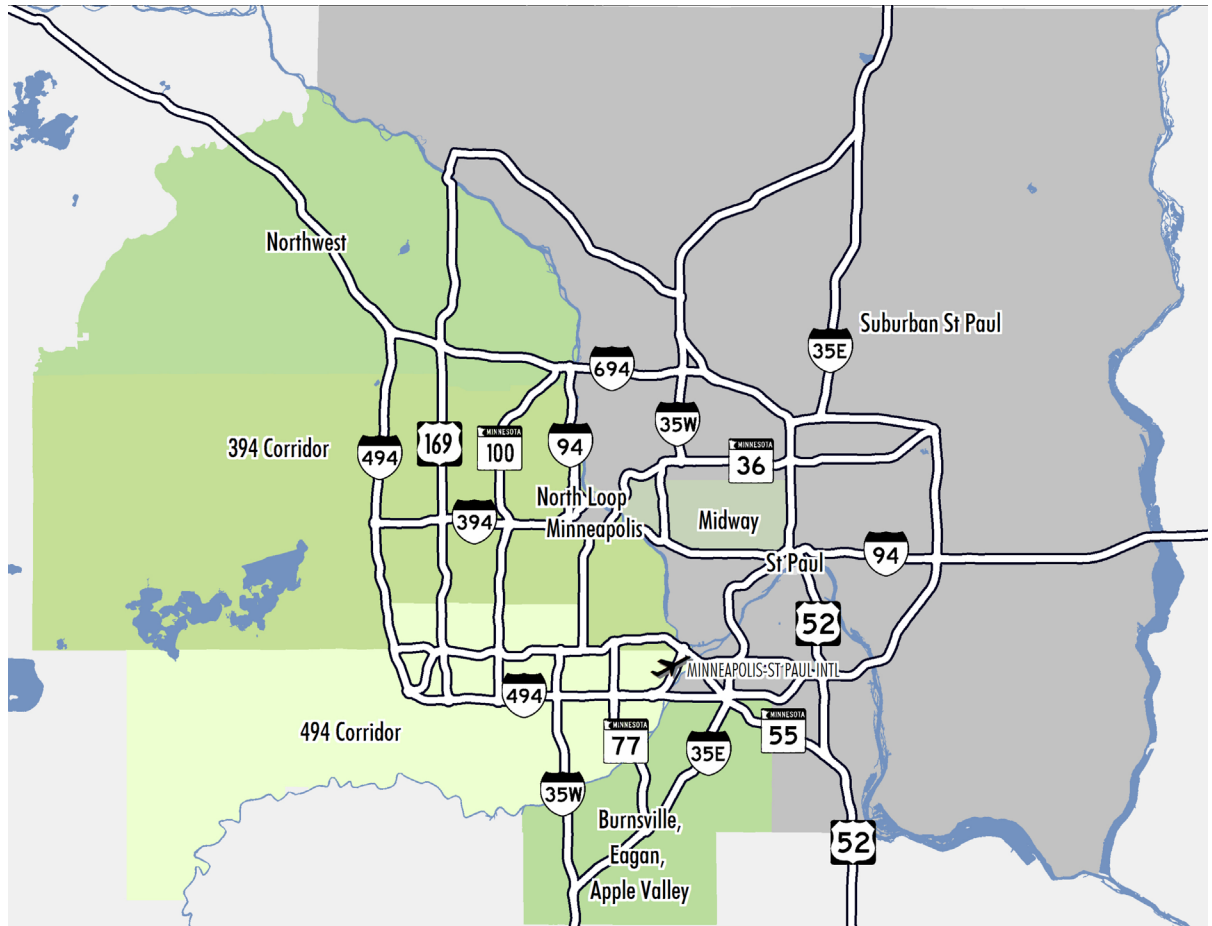 Northwest
Suburban St Paul
35E
694
35W
MINNESOTA
100
169
94
394 Corridor
494
MINNESOTA
36
North Loop
394
Midway
Minneapolis
94
St Paul
52
MINNEAPOLIS-ST PAUL INTL
494
MINNESOTA
55
494 Corridor
MINNESOTA
77
35E
35W
Burnsville,
52
Eagan,
Apple Valley